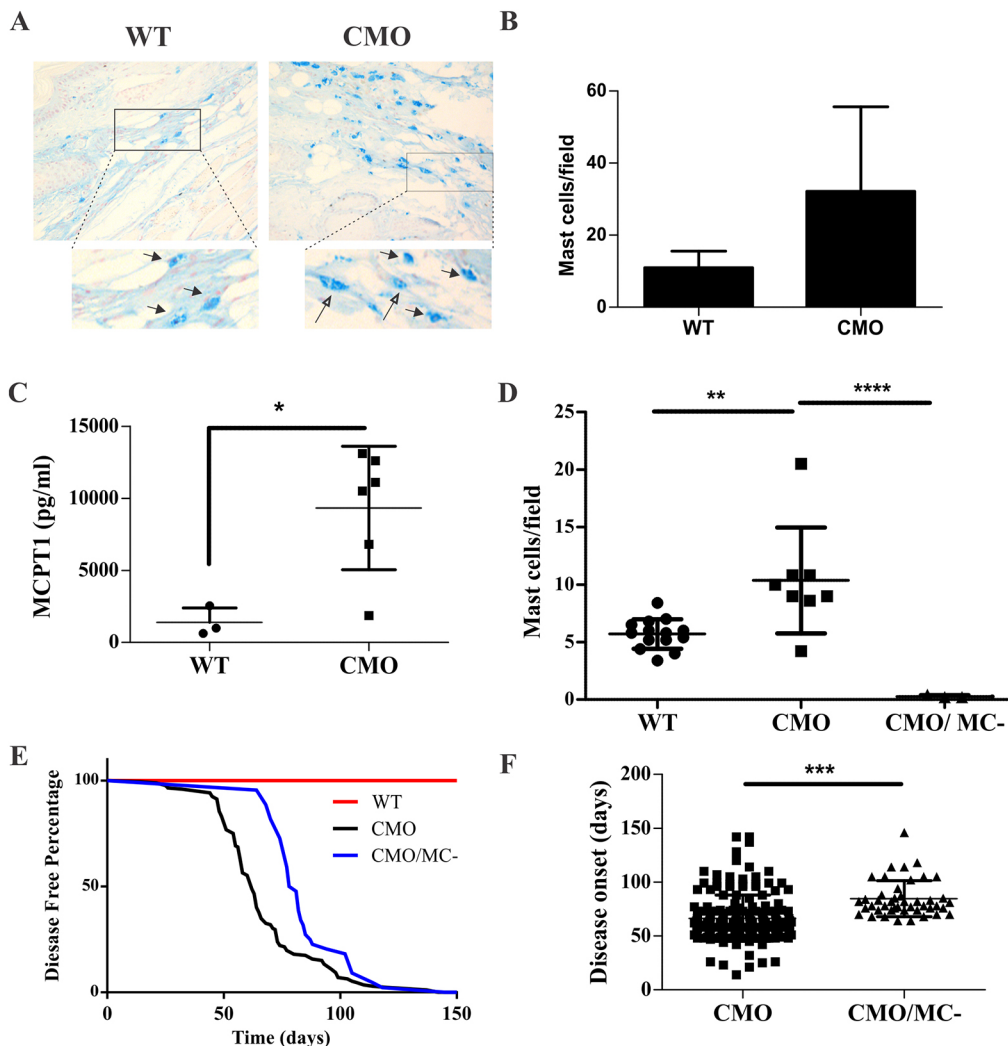 A
WT
CMO
B
Mast cells/field
60
40
20
0
WT
CMO
C
*
MCPT1 (pg/ml)
15000
10000
5000
0
WT
CMO
D
**
****
Mast cells/field
25
20
15
10
5
0
WT
CMO
CMO/ MC-
E
Diesase Free Percentage
100
50
0
WT
CMO
CMO/MC-
0
50
100
150
Time (days)
F
***
Disease onset (days)
200
150
100
50
0
CMO
CMO/MC-